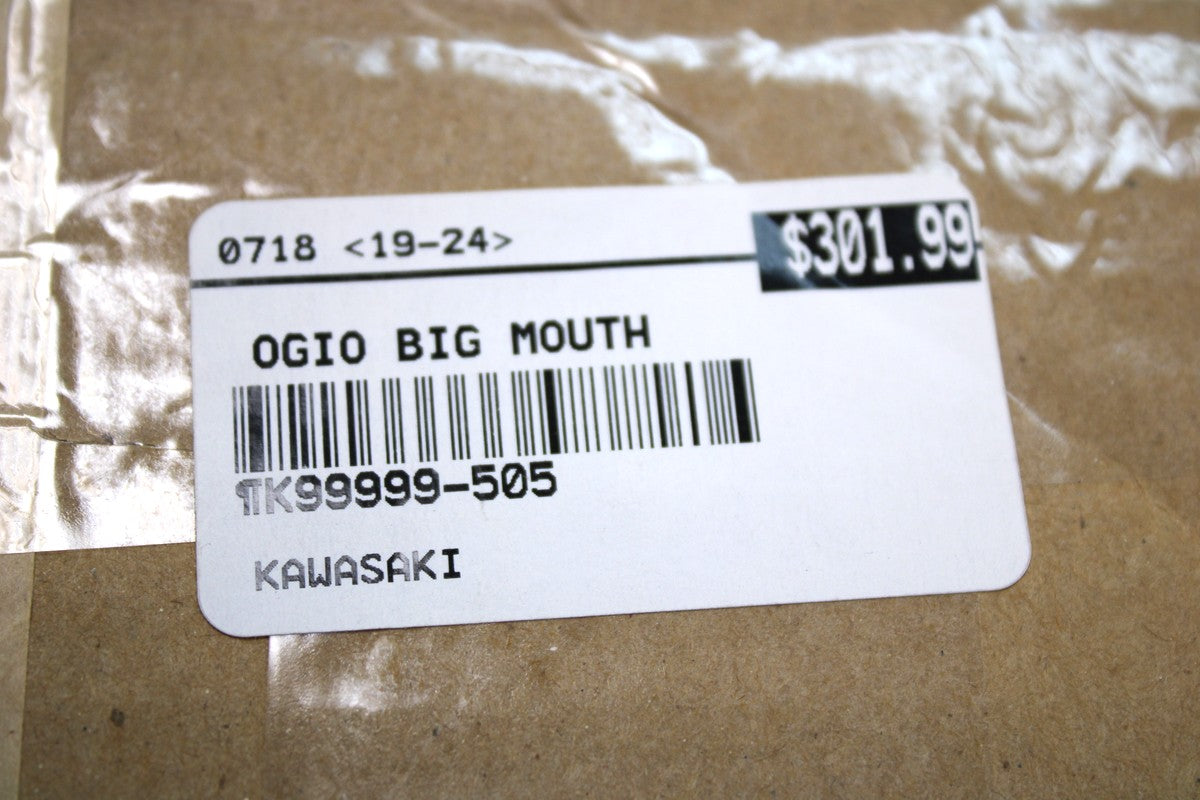 0718 <19-24>
$301.99
OGIO BIG MOUTH
¶K99999-505
KAWASAKI